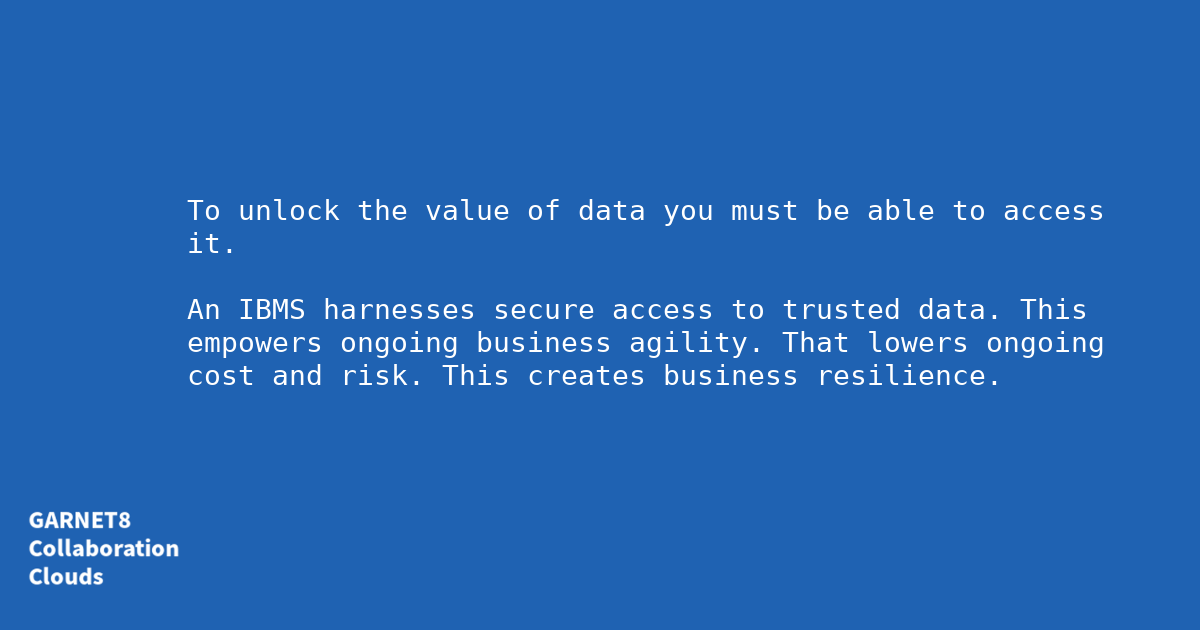 To unlock the value of data you must be able to access
it.
An IBMS harnesses secure access to trusted data. This
empowers ongoing business agility. That lowers ongoing
cost and risk. This creates business resilience.
GARNET8
Collaboration
Clouds